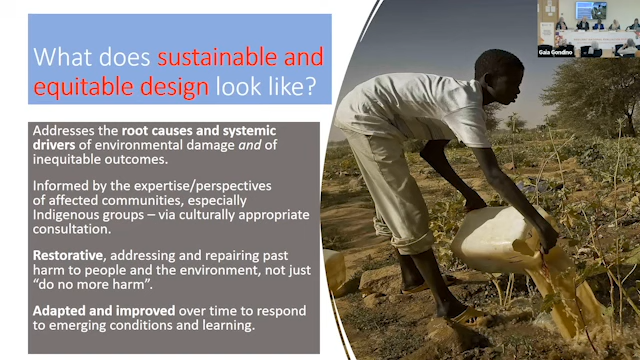 What does sustainable and
equitable design look like?
Addresses the root causes and systemic
drivers of environmental damage and of
inequitable outcomes.
Informed by the expertise/perspectives
of affected communities, especially
Indigenous groups – via culturally appropriate
consultation.
Restorative, addressing and repairing past
harm to people and the environment, not just
“do no more harm”.
Adapted and improved over time to respond
to emerging conditions and learning.
Gaia Gondino